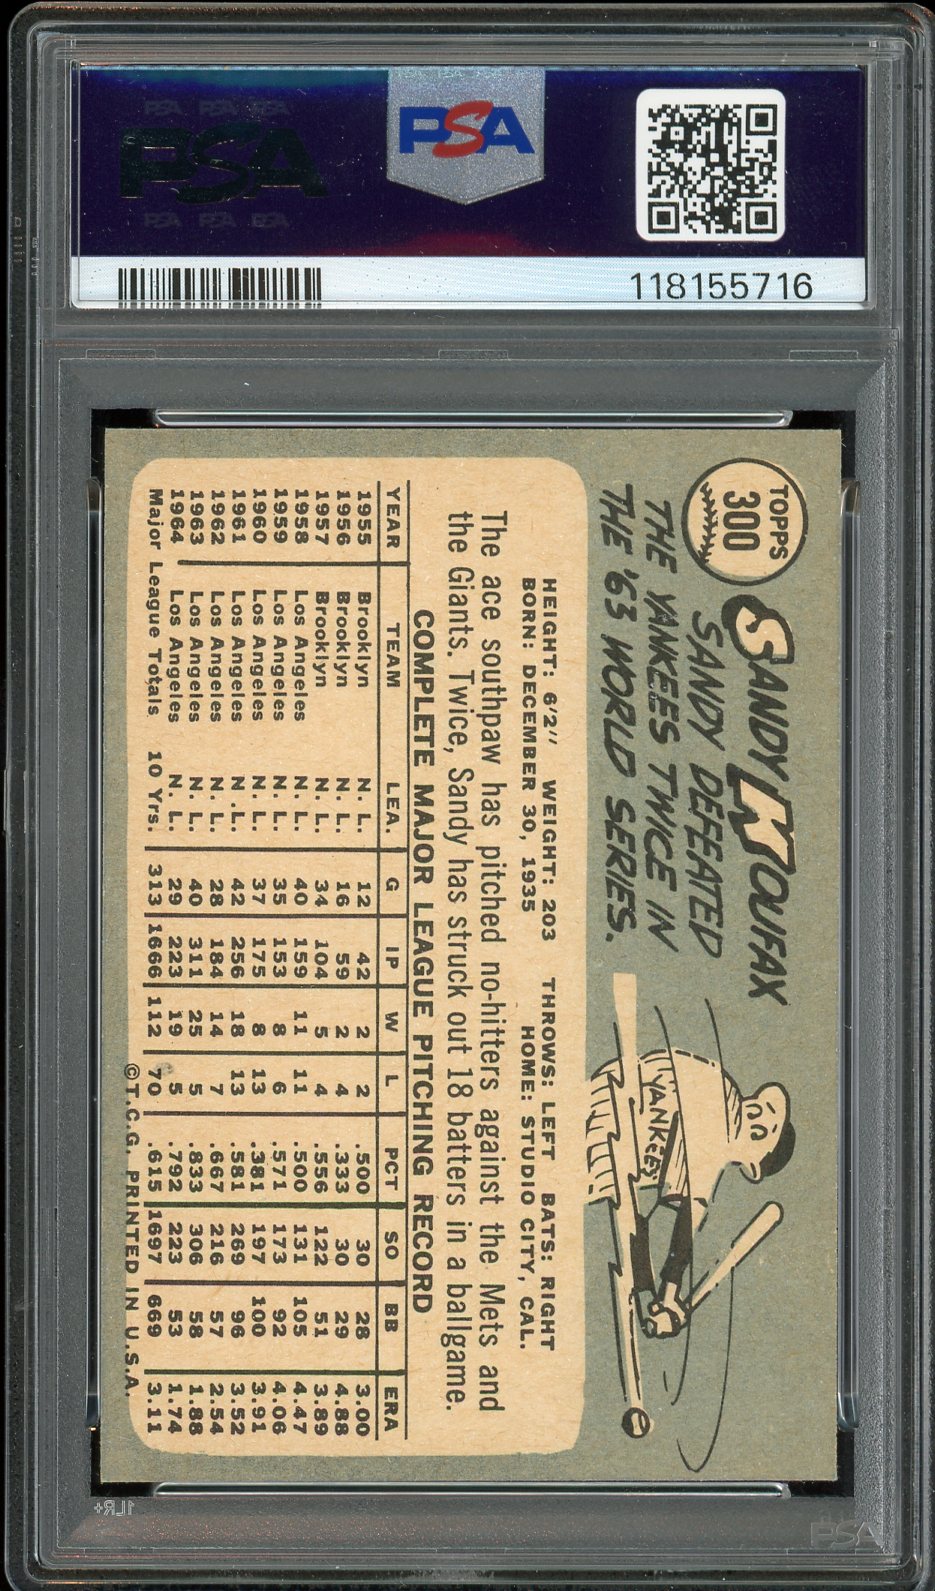 PSA PSA PSA
PSA
PSA PSA PSA
PSA
118155716
TOPPS
300
SANDY KOUFAX
SANDY DEFEATED
THE YANKEES TWICE IN
THE '63 WORLD SERIES.
YANKEES
HEIGHT: 6'2" WEIGHT: 203 THROWS: LEFT BATS: RIGHT
BORN: DECEMBER 30, 1935 HOME: STUDIO CITY, CAL.
The ace southpaw has pitched no-hitters against the Mets and
the Giants. Twice, Sandy has struck out 18 batters in a ballgame.
COMPLETE MAJOR LEAGUE PITCHING RECORD
YEAR TEAM LEA. G IP W L PCT SO BB ERA
1955 Brooklyn N. L. 12 42 2 2 .500 30 28 3.00
1956 Brooklyn N. L. 16 59 2 4 .333 30 29 4.88
1957 Brooklyn N. L. 34 104 5 4 .556 122 51 3.89
1958 Los Angeles N. L. 40 159 11 11 .500 131 105 4.47
1959 Los Angeles N. L. 35 153 8 6 .571 173 92 4.06
1960 Los Angeles N. L. 37 175 8 13 .381 197 100 3.91
1961 Los Angeles N .L. 42 256 18 13 .581 269 96 3.52
1962 Los Angeles N. L. 28 184 14 7 .667 216 57 2.54
1963 Los Angeles N. L. 40 311 25 5 .833 306 58 1.88
1964 Los Angeles N. L. 29 223 19 5 .792 223 53 1.74
Major League Totals 10 Yrs. 313 1666 112 70 .615 1697 669 3.11
©T.C.G. PRINTED IN U.S.A.
1LR+
PSA